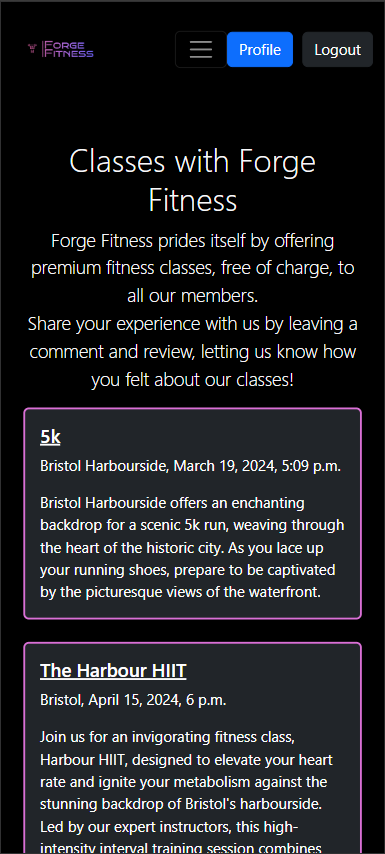 FORGE
FITNESS
Profile
Logout
Classes with Forge
Fitness
Forge Fitness prides itself by offering
premium fitness classes, free of charge, to
all our members.
Share your experience with us by leaving a
comment and review, letting us know how
you felt about our classes!
5k
Bristol Harbourside, March 19, 2024, 5:09 p.m.
Bristol Harbourside offers an enchanting
backdrop for a scenic 5k run, weaving through
the heart of the historic city. As you lace up
your running shoes, prepare to be captivated
by the picturesque views of the waterfront.
The Harbour HIIT
Bristol, April 15, 2024, 6 p.m.
Join us for an invigorating fitness class,
Harbour HIIT, designed to elevate your heart
rate and ignite your metabolism against the
stunning backdrop of Bristol's harbourside.
Led by our expert instructors, this high-
intensity interval training session combines